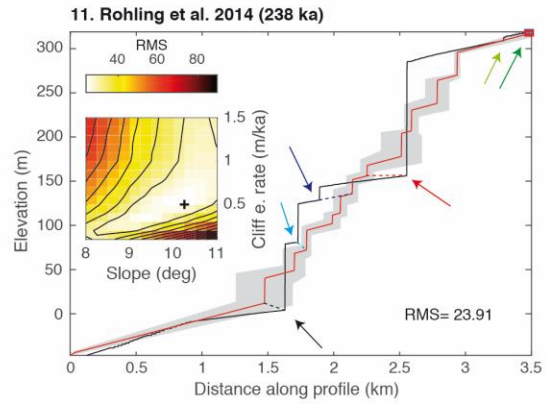 11. Rohling et al. 2014 (238 ka)
RMS
40 80
300
250
200
150
100
50
0
Elevation (m)
1.5
1
0.5
Cliff e. rate (m/ka)
8 9 10 11
Slope (deg)
RMS= 23.91
0 0.5 1 1.5 2 2.5 3 3.5
Distance along profile (km)